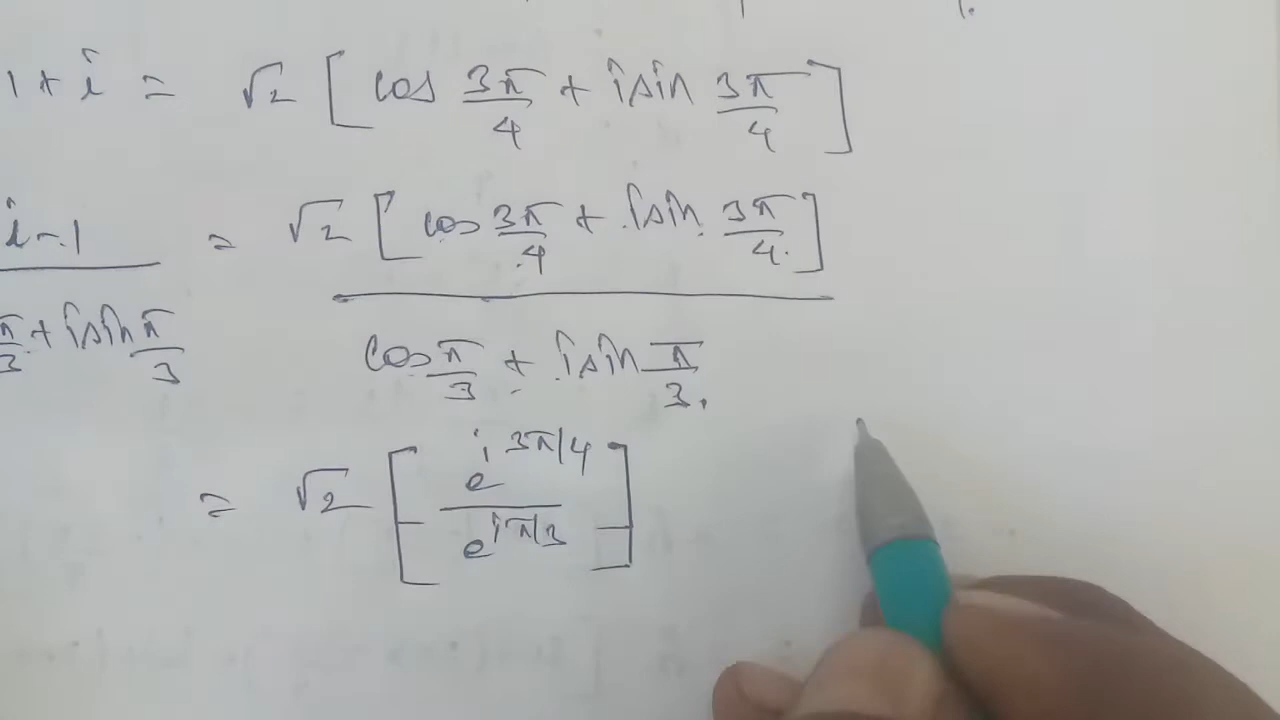 1 + i = √2 [ cos 3π/4 + i sin 3π/4 ]
i - 1 / π/3 + i sin π/3 = √2 [ cos 3π/4 + i sin 3π/4 ] / cos π/3 + i sin π/3.
= √2 [ e^{i 3π/4} / e^{i π/3} ]